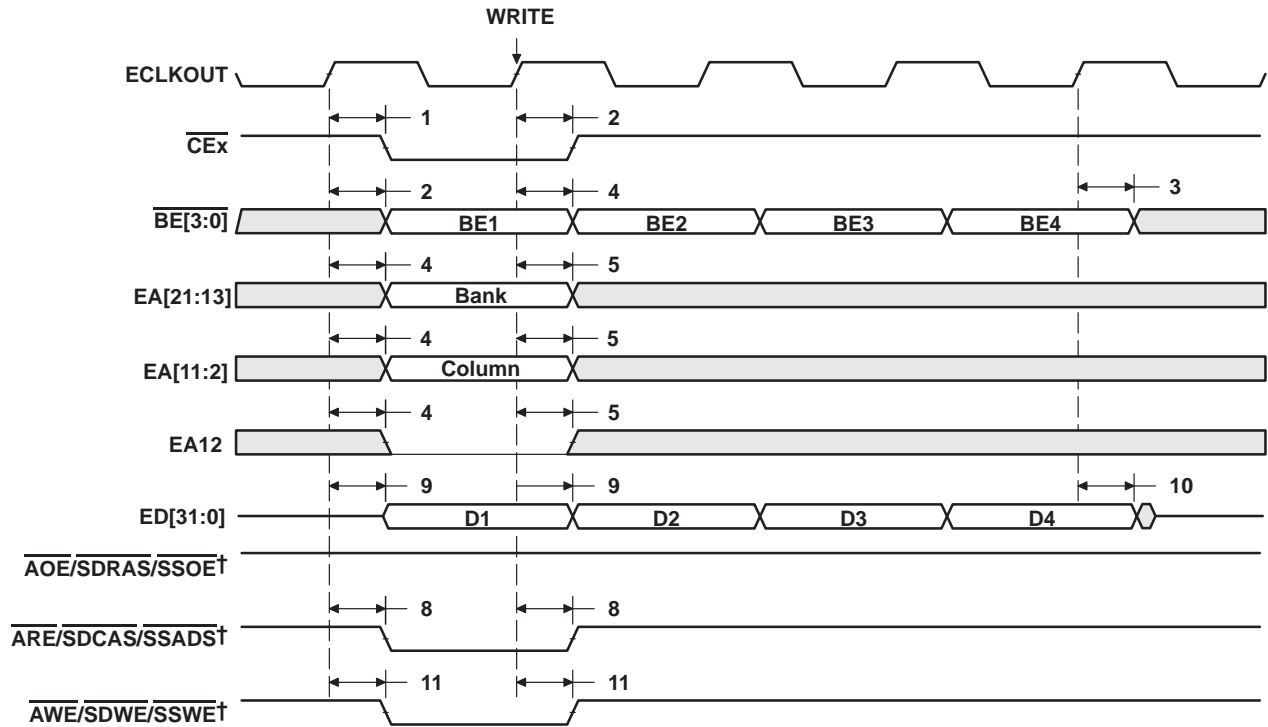 WRITE
ECLKOUT
1 2
CEx
2 4 3
BE[3:0] BE1 BE2 BE3 BE4
4 5
EA[21:13] Bank
4 5
EA[11:2] Column
4 5
EA12
9 9 10
ED[31:0] D1 D2 D3 D4
AOE/SDRAS/SSOE†
8 8
ARE/SDCAS/SSADS†
11 11
AWE/SDWE/SSWE†